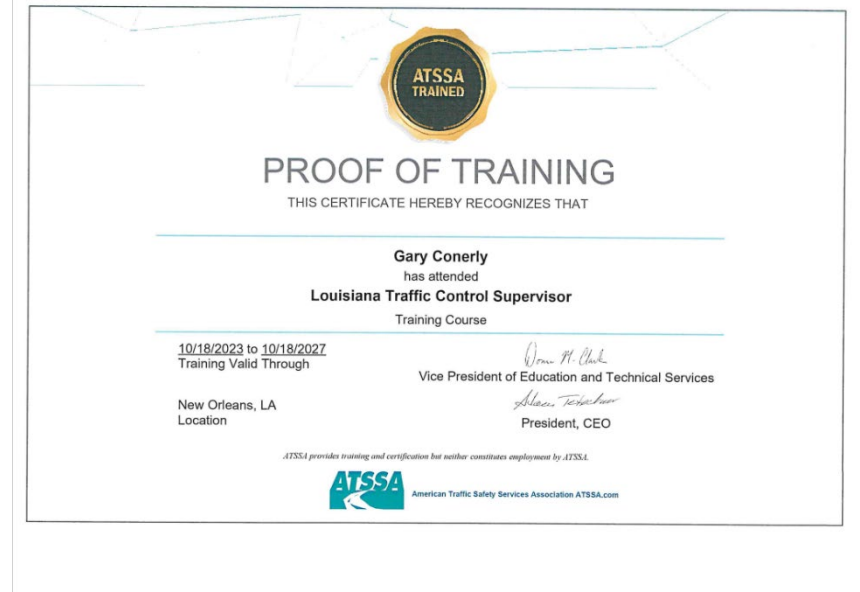 ATSSA
TRAINED
PROOF OF TRAINING
THIS CERTIFICATE HEREBY RECOGNIZES THAT
Gary Conerly
has attended
Louisiana Traffic Control Supervisor
Training Course
10/18/2023 to 10/18/2027
Training Valid Through
Vice President of Education and Technical Services
New Orleans, LA
Location
President, CEO
ATSSA provides training and certification but neither constitutes employment by ATSSA.
ATSSA
American Traffic Safety Services Association ATSSA.com